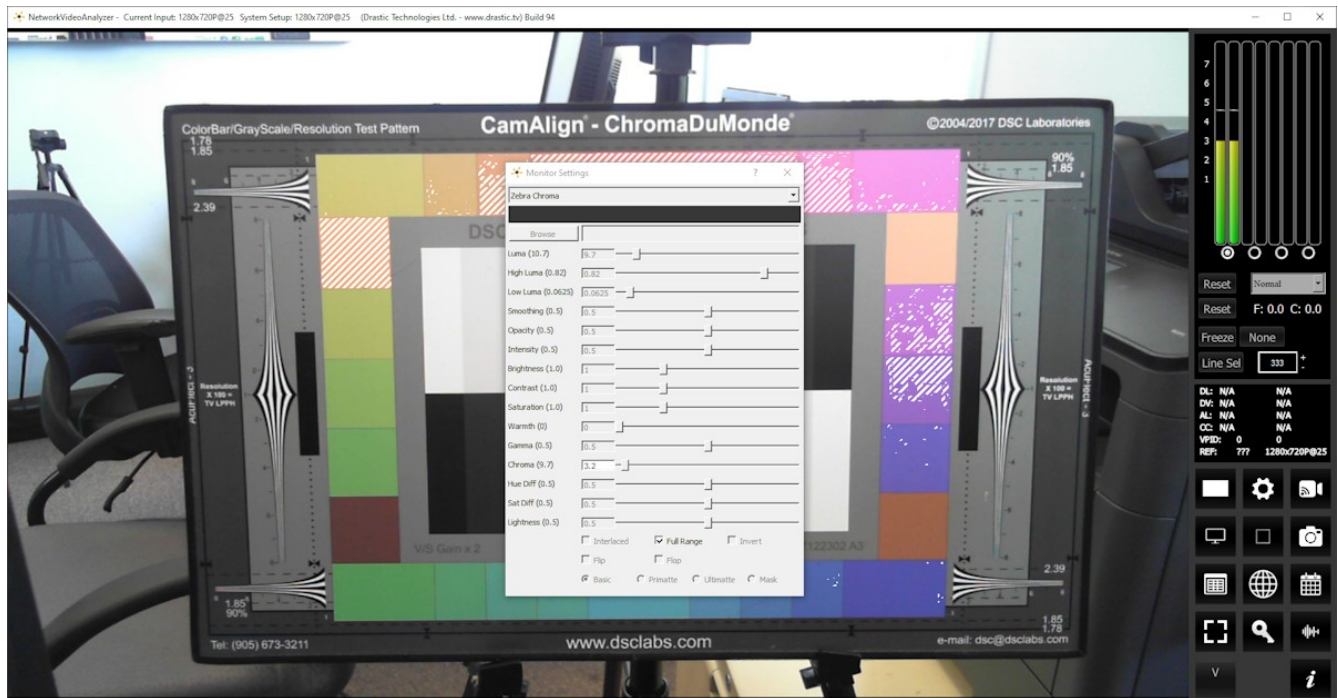 NetworkVideoAnalyzer - Current Input: 1280x720P@25 System Setup: 1280x720P@25 (Drastic Technologies Ltd. - www.drastic.tv) Build 94
ColorBar/GrayScale/Resolution Test Pattern
CamAlign - ChromaDuMonde
©2004/2017 DSC Laboratories
1.78
1.85
2.39
90%
1.85
DSC
Monitor Settings
Zebra Chroma
Browse
Luma (10.7) 9.7
High Luma (0.82) 0.82
Low Luma (0.0625) 0.0625
Smoothing (0.5) 0.5
Opacity (0.5) 0.5
Intensity (0.5) 0.5
Brightness (1.0) 1
Contrast (1.0) 1
Saturation (1.0) 1
Warmth (0) 0
Gamma (0.5) 0.5
Chroma (9.7) 3.2
Hue Diff (0.5) 0.5
Sat Diff (0.5) 0.5
Lightness (0.5) 0.5
Interlaced Full Range Invert
Flip Flop
Basic Primatte Ultimatte Mask
Resolution
X 100 =
TV LPPH
Resolution
X 100 =
TV LPPH
V/B Gain x 2
122302 A3
1.85
90%
2.39
1.85
1.78
Tel: (905) 673-3211
www.dsclabs.com
e-mail: dsc@dsclabs.com
7
6
5
4
3
2
1
Reset Normal
Reset F: 0.0 C: 0.0
Freeze None
Line Sel 333
DL: N/A N/A
DV: N/A N/A
AL: N/A N/A
CC: N/A N/A
VPID: 0 0
REF: ??? 1280x720P@25
V
i